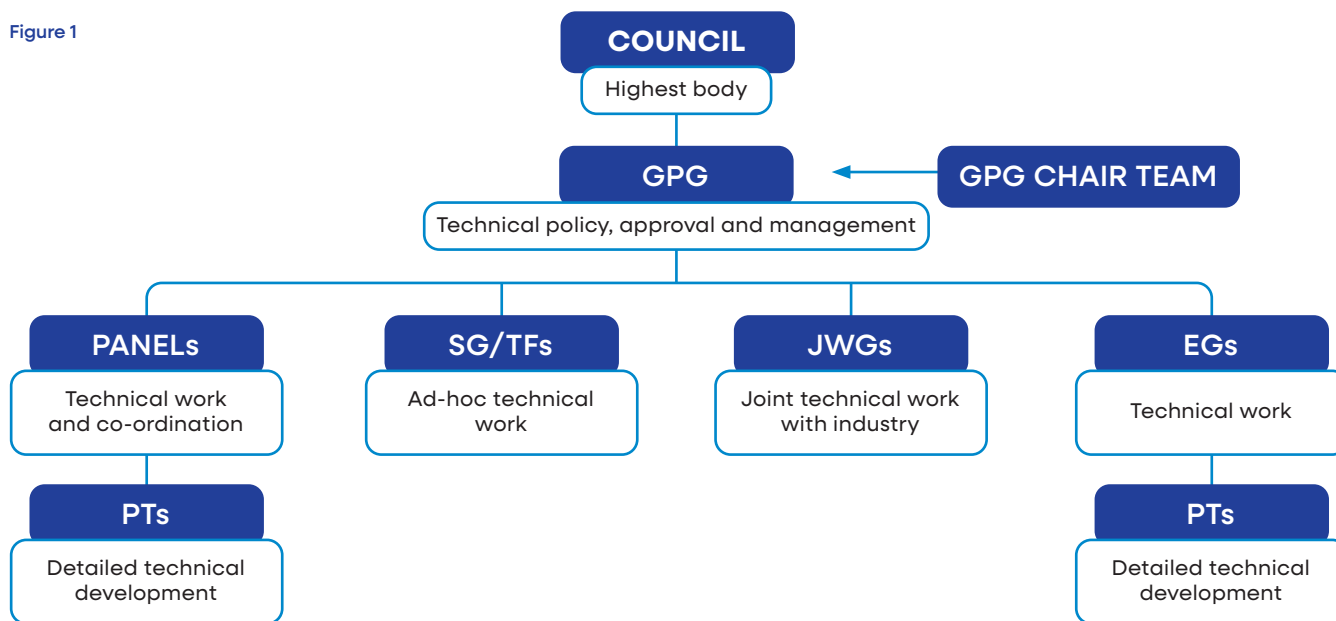 Figure 1
COUNCIL
Highest body
GPG
GPG CHAIR TEAM
Technical policy, approval and management
PANELs
Technical work
and co-ordination
SG/TFs
Ad-hoc technical
work
JWGs
Joint technical work
with industry
EGs
Technical work
PTs
Detailed technical
development
PTs
Detailed technical
development